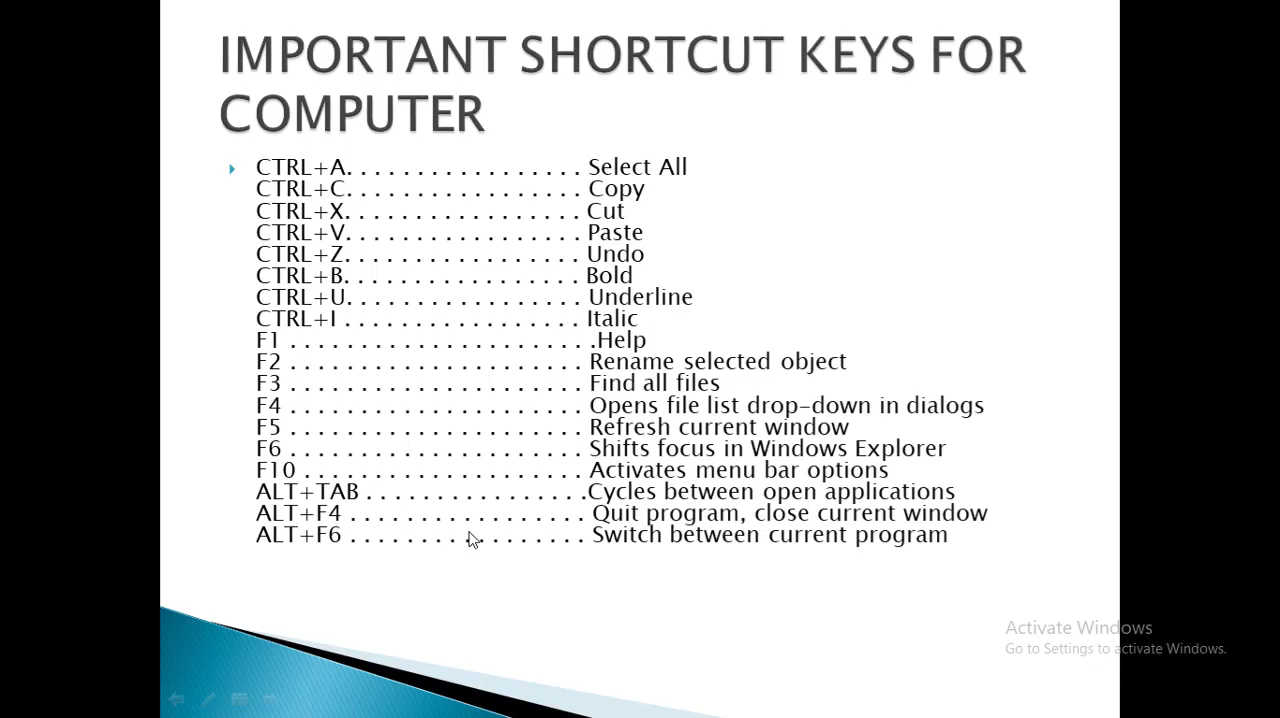 IMPORTANT SHORTCUT KEYS FOR
COMPUTER
CTRL+A. . . . . . . . . . . . . . . . . Select All
CTRL+C. . . . . . . . . . . . . . . . . Copy
CTRL+X. . . . . . . . . . . . . . . . . Cut
CTRL+V. . . . . . . . . . . . . . . . . Paste
CTRL+Z. . . . . . . . . . . . . . . . . Undo
CTRL+B. . . . . . . . . . . . . . . . . Bold
CTRL+U. . . . . . . . . . . . . . . . . Underline
CTRL+I . . . . . . . . . . . . . . . . . Italic
F1 . . . . . . . . . . . . . . . . . . . . . .Help
F2 . . . . . . . . . . . . . . . . . . . . . Rename selected object
F3 . . . . . . . . . . . . . . . . . . . . . Find all files
F4 . . . . . . . . . . . . . . . . . . . . . Opens file list drop-down in dialogs
F5 . . . . . . . . . . . . . . . . . . . . . Refresh current window
F6 . . . . . . . . . . . . . . . . . . . . . Shifts focus in Windows Explorer
F10 . . . . . . . . . . . . . . . . . . . . Activates menu bar options
ALT+TAB . . . . . . . . . . . . . . . .Cycles between open applications
ALT+F4 . . . . . . . . . . . . . . . . . Quit program, close current window
ALT+F6 . . . . . . . . . . . . . . . . . Switch between current program
Activate Windows
Go to Settings to activate Windows.